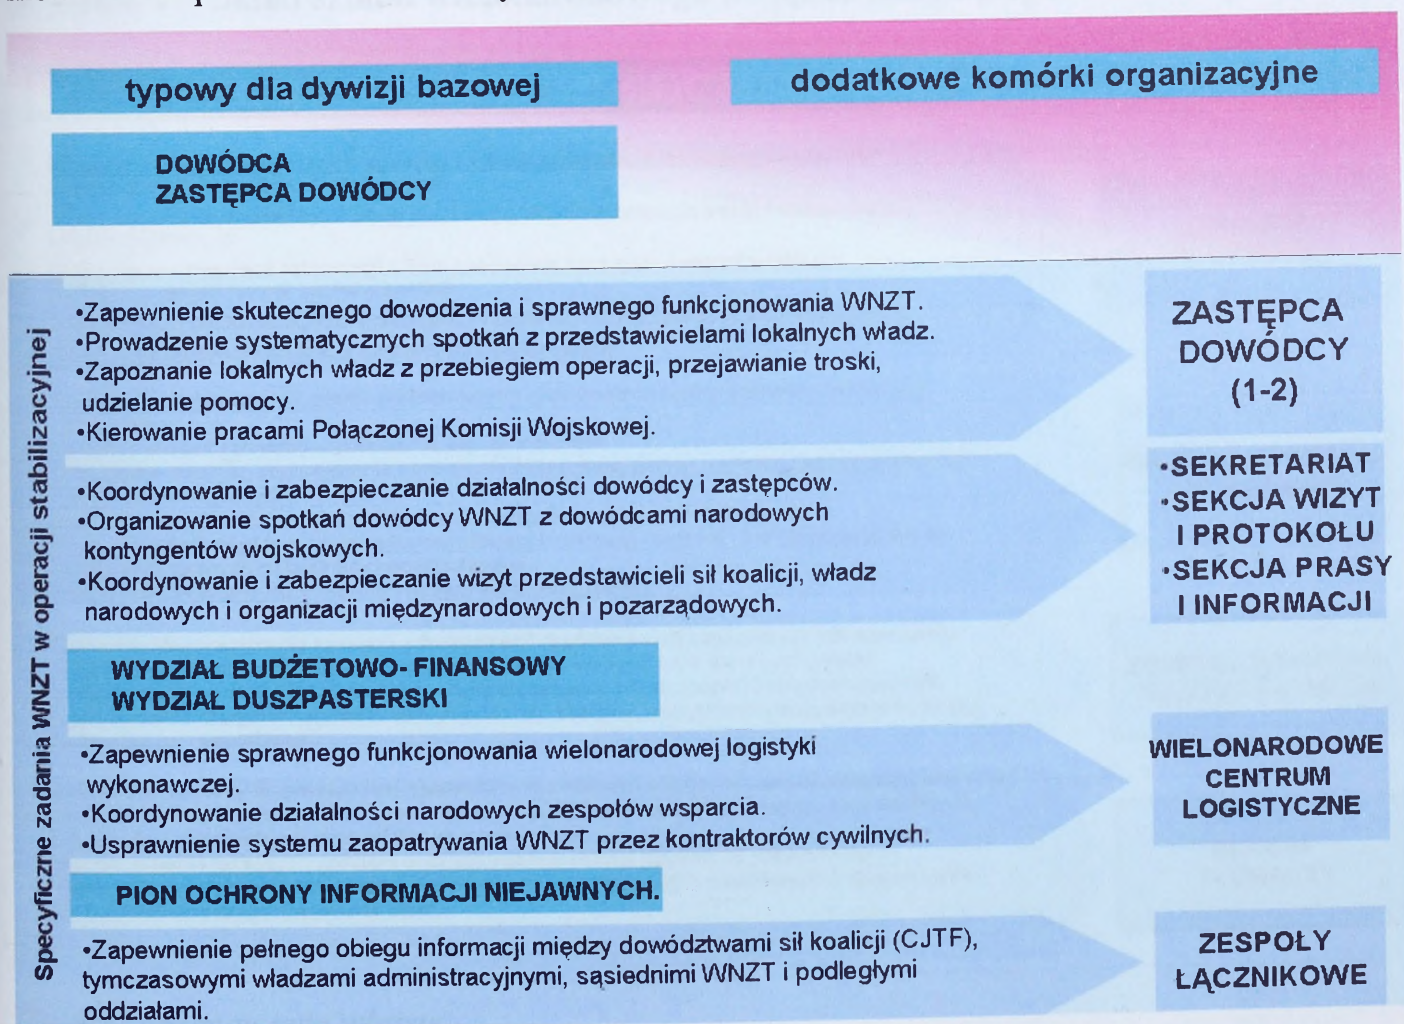 typowy dla dywizji bazowej
dodatkowe komórki organizacyjne
DOWÓDCA
ZASTĘPCA DOWÓDCY
Specyficzne zadania WNZT w operacji stabilizacyjnej
•Zapewnienie skutecznego dowodzenia i sprawnego funkcjonowania WNZT.
•Prowadzenie systematycznych spotkań z przedstawicielami lokalnych władz.
•Zapoznanie lokalnych władz z przebiegiem operacji, przejawianie troski,
udzielanie pomocy.
•Kierowanie pracami Połączonej Komisji Wojskowej.
ZASTĘPCA
DOWÓDCY
(1-2)
•Koordynowanie i zabezpieczanie działalności dowódcy i zastępców.
•Organizowanie spotkań dowódcy WNZT z dowódcami narodowych
kontyngentów wojskowych.
•Koordynowanie i zabezpieczanie wizyt przedstawicieli sił koalicji, władz
narodowych i organizacji międzynarodowych i pozarządowych.
•SEKRETARIAT
•SEKCJA WIZYT
I PROTOKOŁU
•SEKCJA PRASY
I INFORMACJI
WYDZIAŁ BUDŻETOWO- FINANSOWY
WYDZIAŁ DUSZPASTERSKI
•Zapewnienie sprawnego funkcjonowania wielonarodowej logistyki
wykonawczej.
•Koordynowanie działalności narodowych zespołów wsparcia.
•Usprawnienie systemu zaopatrywania WNZT przez kontraktorów cywilnych.
WIELONARODOWE
CENTRUM
LOGISTYCZNE
PION OCHRONY INFORMACJI NIEJAWNYCH.
•Zapewnienie pełnego obiegu informacji między dowództwami sił koalicji (CJTF),
tymczasowymi władzami administracyjnymi, sąsiednimi WNZT i podległymi
oddziałami.
ZESPOŁY
ŁĄCZNIKOWE